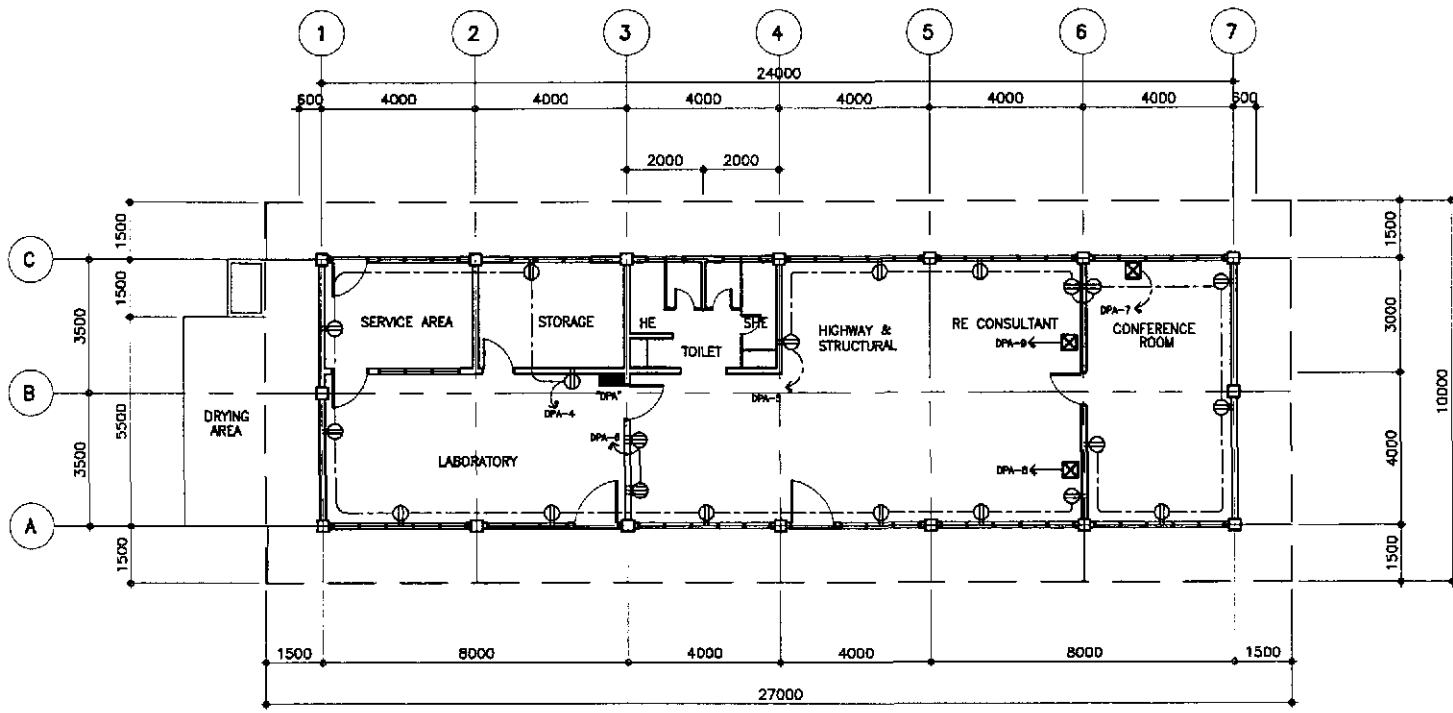 1 2 3 4 5 6 7
24000
600 4000 4000 4000 4000 4000 4000 600
2000 2000
1500 1500
C
SERVICE AREA STORAGE HE SHE HIGHWAY & STRUCTURAL RE CONSULTANT DPA-7 CONFERENCE ROOM
1500 3500 3000
TOILET DPA-9
B
"DPA" DPA-4 DPA-5
DRYING AREA
5500 3500 10000
DPA-6
LABORATORY DPA-8 4000
A
1500 1500
1500 8000 4000 4000 8000 1500
27000